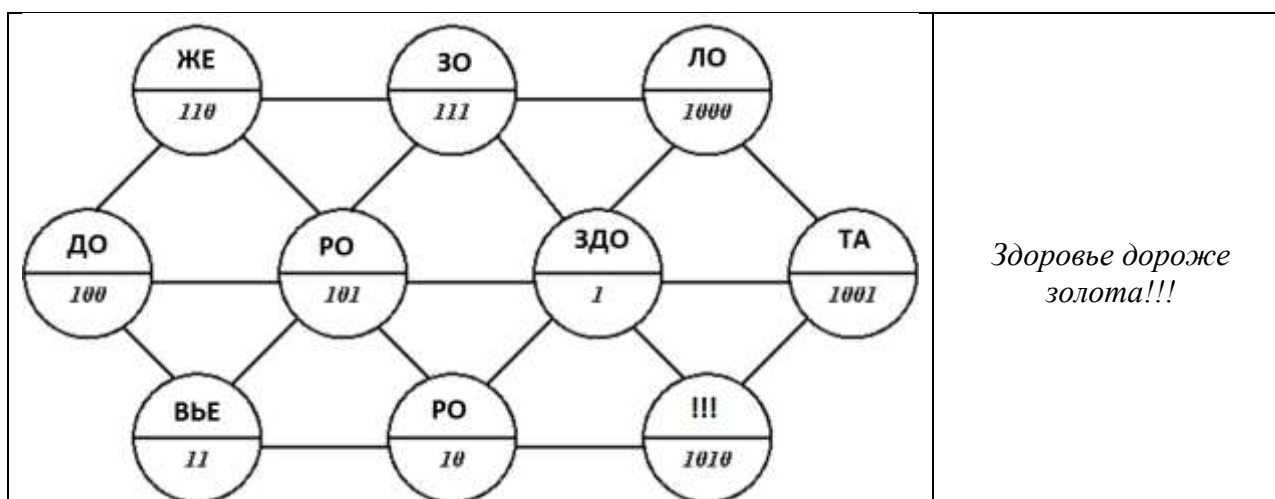 ЖЕ
110
ЗО
111
ЛО
1000
ДО
100
РО
101
ЗДО
1
ТА
1001
ВЬЕ
11
РО
10
!!!
1010
Здоровье дороже
золота!!!